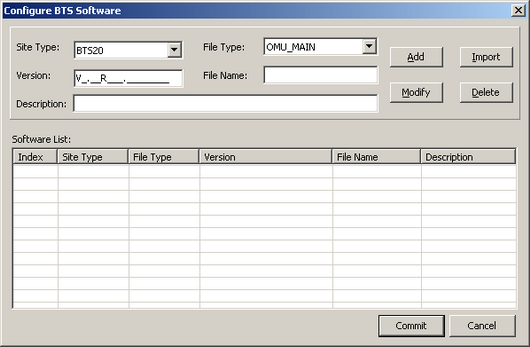 Configure BTS Software
Site Type: BTS20 File Type: OMU_MAIN Add Import
Version: V_.__R___.________ File Name:
Modify Delete
Description:
Software List:
Index Site Type File Type Version File Name Description
Commit Cancel